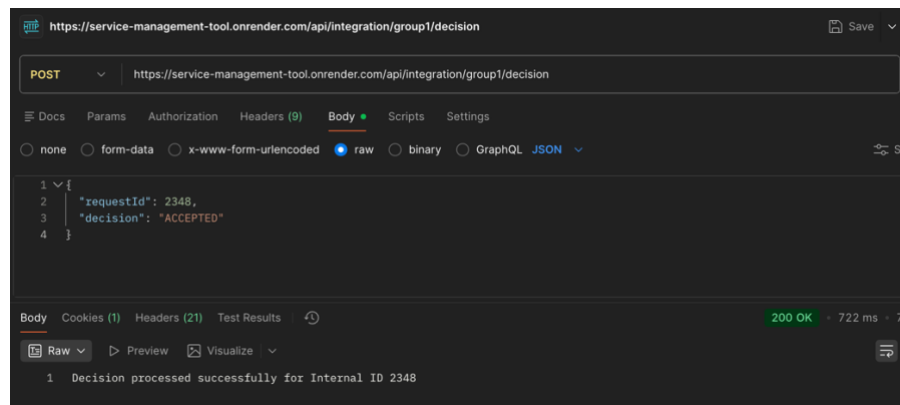 HTTP https://service-management-tool.onrender.com/api/integration/group1/decision Save
POST https://service-management-tool.onrender.com/api/integration/group1/decision
Docs Params Authorization Headers (9) Body Scripts Settings
none form-data x-www-form-urlencoded raw binary GraphQL JSON S
1 {
2 "requestId": 2348,
3 "decision": "ACCEPTED"
4 }
Body Cookies (1) Headers (21) Test Results 200 OK • 722 ms •
Raw Preview Visualize
1 Decision processed successfully for Internal ID 2348